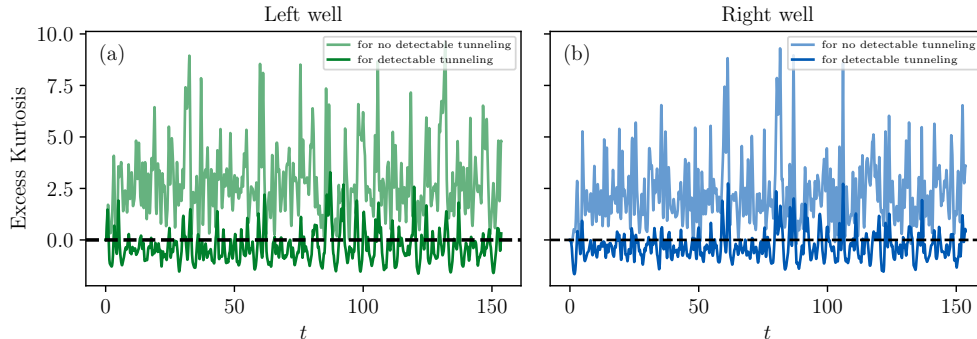 Left well
Right well
(a)
for no detectable tunneling
for detectable tunneling
(b)
for no detectable tunneling
for detectable tunneling
Excess Kurtosis
10.0
7.5
5.0
2.5
0.0
0
50
100
150
0
50
100
150
t
t